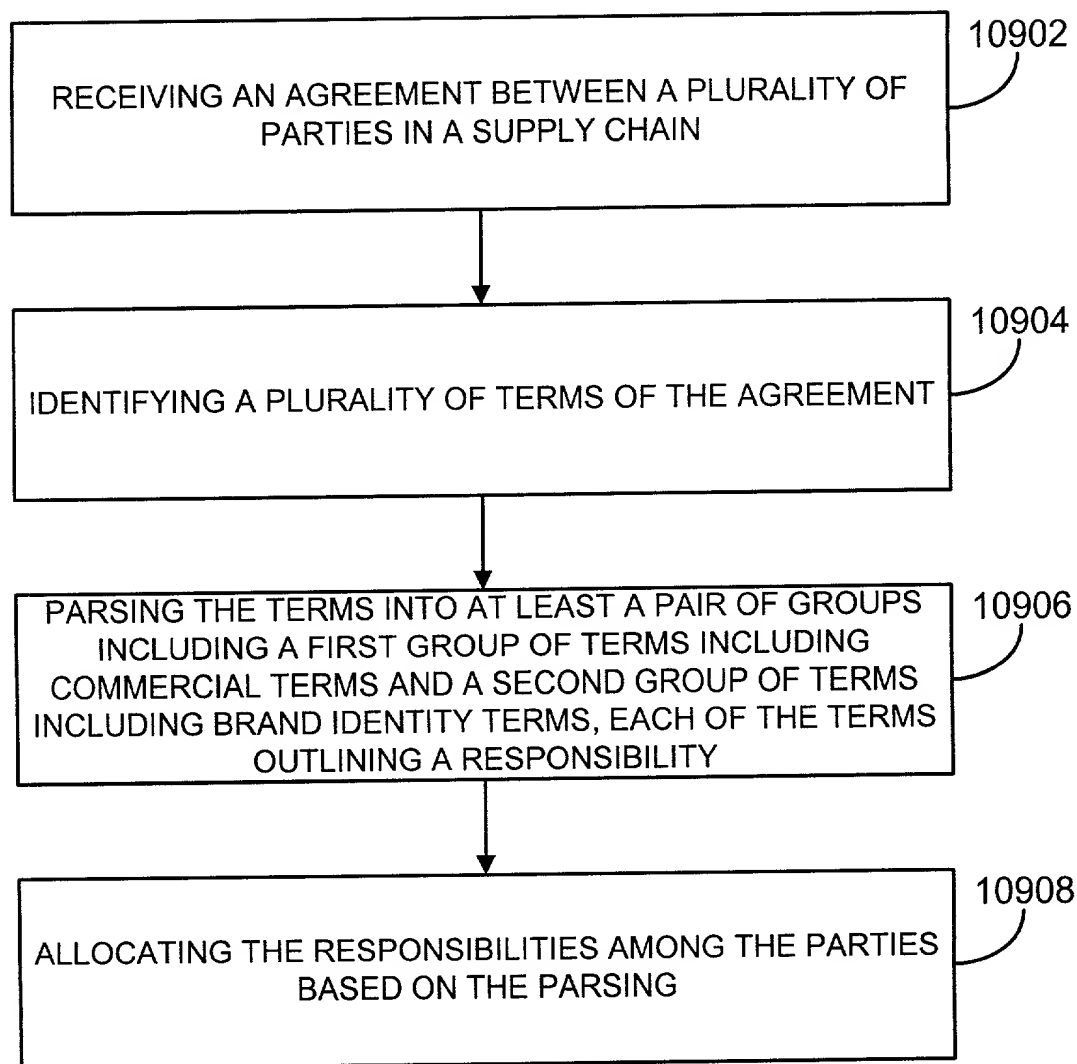 10902
RECEIVING AN AGREEMENT BETWEEN A PLURALITY OF
PARTIES IN A SUPPLY CHAIN
10904
IDENTIFYING A PLURALITY OF TERMS OF THE AGREEMENT
10906
PARSING THE TERMS INTO AT LEAST A PAIR OF GROUPS
INCLUDING A FIRST GROUP OF TERMS INCLUDING
COMMERCIAL TERMS AND A SECOND GROUP OF TERMS
INCLUDING BRAND IDENTITY TERMS, EACH OF THE TERMS
OUTLINING A RESPONSIBILITY
10908
ALLOCATING THE RESPONSIBILITIES AMONG THE PARTIES
BASED ON THE PARSING